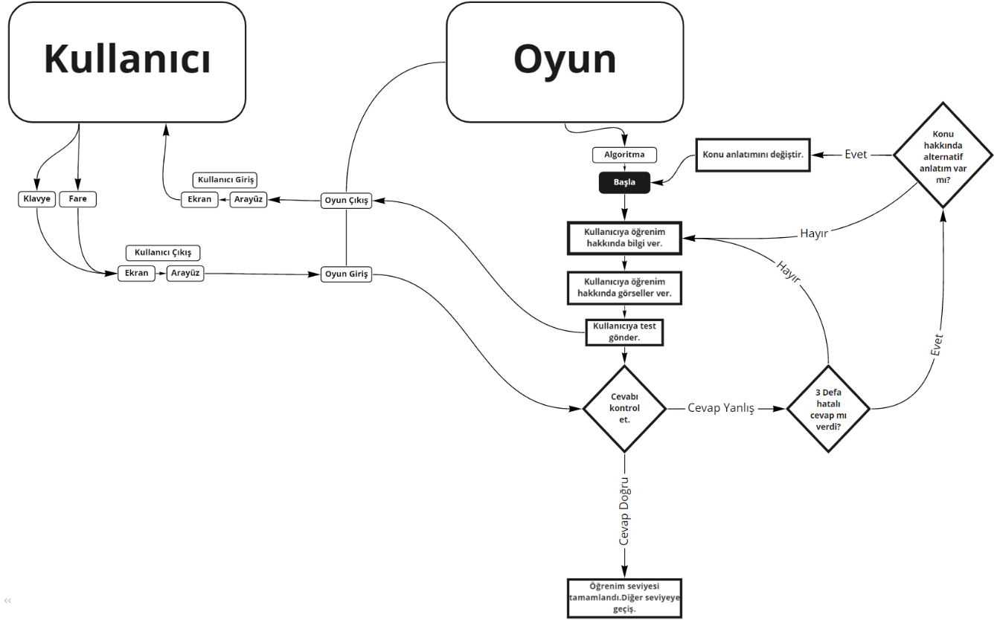 Kullanıcı
Oyun
Konu
hakkında
alternatif
anlatım var
mı?
Evet
Konu anlatımını değiştir.
Algoritma
Başla
Kullanıcı Giriş
Klavye
Fare
Ekran
Arayüz
Oyun Çıkış
Kullanıcıya öğrenim
hakkında bilgi ver.
Hayır
Kullanıcı Çıkış
Ekran
Arayüz
Oyun Giriş
Hayır
Kullanıcıya öğrenim
hakkında görseller ver.
Kullanıcıya test
gönder.
Evet
Cevabı
kontrol
et.
Cevap Yanlış
3 Defa
hatalı
cevap mı
verdi?
Cevap Doğru
Öğrenim seviyesi
tamamlandı.Diğer seviyeye
geçiş.
<<